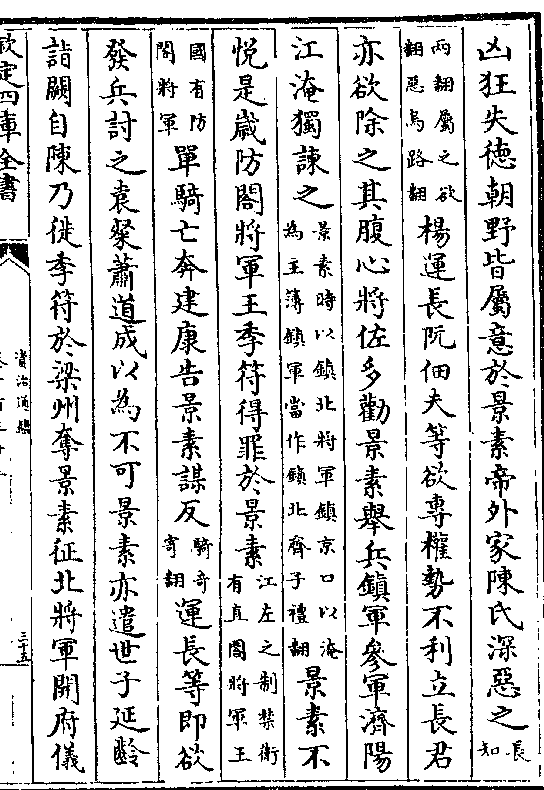 凶狂失德朝野皆屬意於景素帝外家陳氏深惡之長知
兩翻屬之欲翻惡烏路翻楊運長阮佃夫等欲專權勢不利立長君
亦欲除之其腹心將佐多勸景素舉兵鎮軍參軍濟陽
江淹獨諫之景素時以鎮北將軍鎮京口以淹為主簿鎮軍當作鎮北濟子禮翻景素不
悅是歲防閤將軍王季符得罪於景素江左之制禁衛有直閤將軍王
國有防閤將軍單騎亡奔建康告景素謀反騎奇寄翻運長等即欲
發兵討之袁粲蕭道成以為不可景素亦遣世子延齡
詣闕自陳乃徙季符於梁州奪景素征北將軍開府儀
欽定四庫全書
資治通鑑
三十五